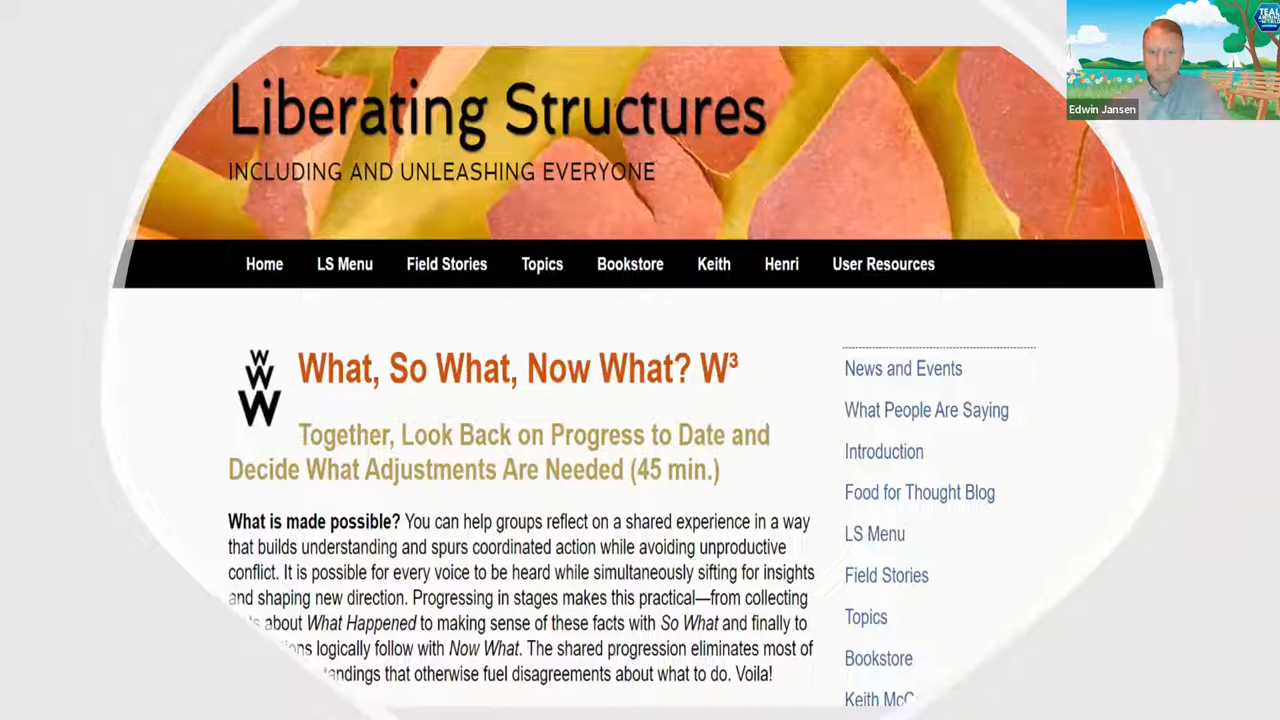 Liberating Structures
INCLUDING AND UNLEASHING EVERYONE
Home LS Menu Field Stories Topics Bookstore Keith Henri User Resources
W
W
W
What, So What, Now What? W³
Together, Look Back on Progress to Date and
Decide What Adjustments Are Needed (45 min.)
What is made possible? You can help groups reflect on a shared experience in a way
that builds understanding and spurs coordinated action while avoiding unproductive
conflict. It is possible for every voice to be heard while simultaneously sifting for insights
and shaping new direction. Progressing in stages makes this practical—from collecting
about What Happened to making sense of these facts with So What and finally to
logically follow with Now What. The shared progression eliminates most of
that otherwise fuel disagreements about what to do. Voila!
News and Events
What People Are Saying
Introduction
Food for Thought Blog
LS Menu
Field Stories
Topics
Bookstore
Keith
TEAL
AROUND
WORLD
Edwin Jansen